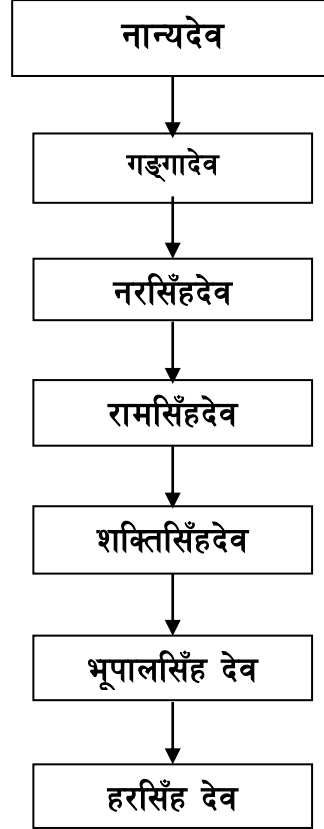 नान्यदेव
गङ्गादेव
नरसिँहदेव
रामसिँहदेव
शक्तिसिँहदेव
भूपालसिँह देव
हरसिँह देव